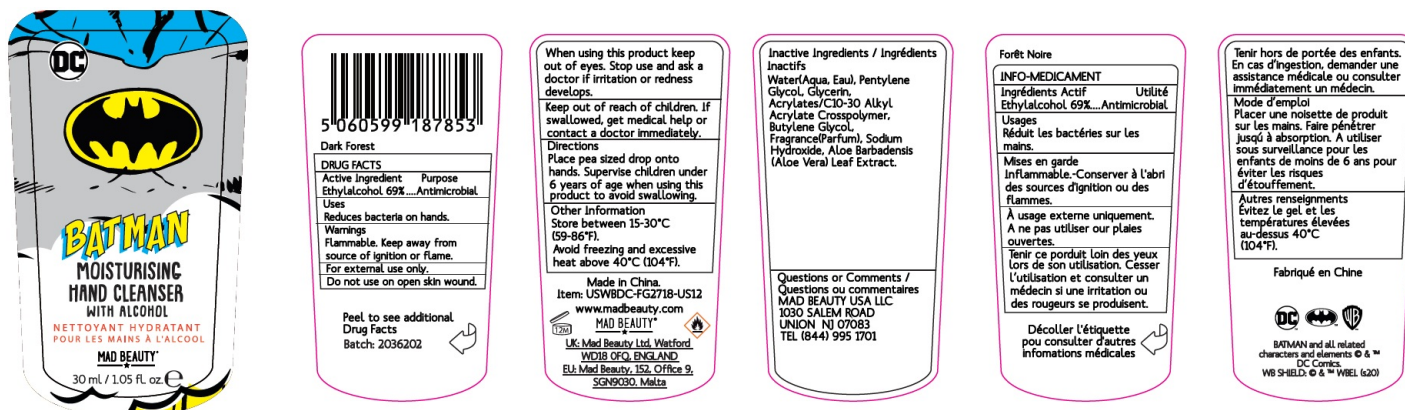 DC
BATMAN
MOISTURISING
HAND CLEANSER
WITH ALCOHOL
NETTOYANT HYDRATANT
POUR LES MAINS À L'ALCOOL
MAD BEAUTY
30 ml / 1.05 fl. oz. e
5 060599 187853
Dark Forest
DRUG FACTS
Active Ingredient Purpose
Ethylalcohol 69%....Antimicrobial
Uses
Reduces bacteria on hands.
Warnings
Flammable. Keep away from
source of ignition or flame.
For external use only.
Do not use on open skin wound.
Peel to see additional
Drug Facts
Batch: 2036202
When using this product keep
out of eyes. Stop use and ask a
doctor if irritation or redness
develops.
Keep out of reach of children. If
swallowed, get medical help or
contact a doctor immediately.
Directions
Place pea sized drop onto
hands. Supervise children under
6 years of age when using this
product to avoid swallowing.
Other Information
Store between 15-30°C
(59-86°F).
Avoid freezing and excessive
heat above 40°C (104°F).
Made in China.
Item: USWBDC-FG2718-US12
www.madbeauty.com
12M
MAD BEAUTY
UK: Mad Beauty Ltd, Watford
WD18 0FQ, ENGLAND
EU: Mad Beauty, 152, Office 9,
SGN9030. Malta
Inactive Ingredients / Ingrédients
Inactifs
Water(Aqua, Eau), Pentylene
Glycol, Glycerin,
Acrylates/C10-30 Alkyl
Acrylate Crosspolymer,
Butylene Glycol,
Fragrance(Parfum), Sodium
Hydroxide, Aloe Barbadensis
(Aloe Vera) Leaf Extract.
Questions or Comments /
Questions ou commentaires
MAD BEAUTY USA LLC
1030 SALEM ROAD
UNION NJ 07083
TEL (844) 995 1701
Forêt Noire
INFO-MEDICAMENT
Ingrédients Actif Utilité
Ethylalcohol 69%....Antimicrobial
Usages
Réduit les bactéries sur les
mains.
Mises en garde
Inflammable.-Conserver à l'abri
des sources d'ignition ou des
flammes.
À usage externe uniquement.
A ne pas utiliser our plaies
ouvertes.
Tenir ce porduit loin des yeux
lors de son utilisation. Cesser
l'utilisation et consulter un
médecin si une irritation ou
des rougeurs se produisent.
Décoller l'étiquette
pou consulter d'autres
infomations médicales
Tenir hors de portée des enfants.
En cas d'ingestion, demander une
assistance médicale ou consulter
immédiatement un médecin.
Mode d'emploi
Placer une noisette de produit
sur les mains. Faire pénétrer
jusqú à absorption. A utiliser
sous surveillance pour les
enfants de moins de 6 ans pour
éviter les risques
d'étouffement.
Autres renseignments
Évitez le gel et les
températures élevées
au-dessus 40°C
(104°F).
Fabriqué en Chine
DC
WB
BATMAN and all related
characters and elements © & ™
DC Comics.
WB SHIELD: © & ™ WBEI. (s20)